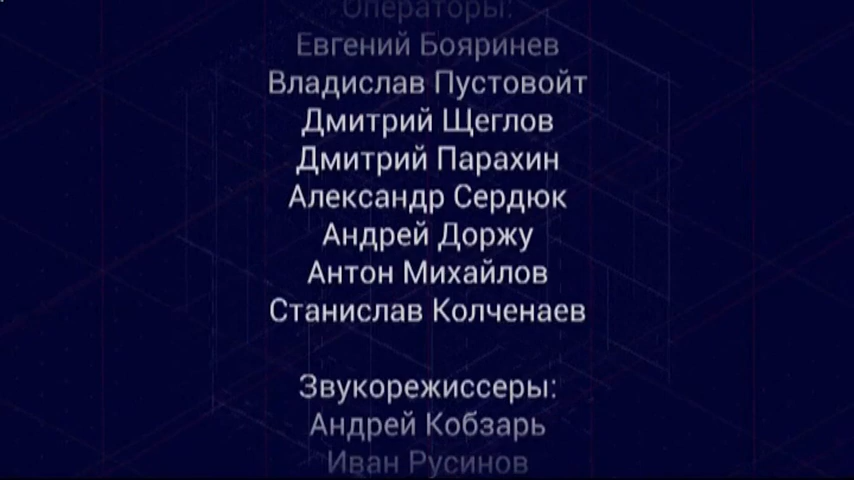 Операторы:
Евгений Бояринев
Владислав Пустовойт
Дмитрий Щеглов
Дмитрий Парахин
Александр Сердюк
Андрей Доржу
Антон Михайлов
Станислав Колченаев
Звукорежиссеры:
Андрей Кобзарь
Иван Русинов